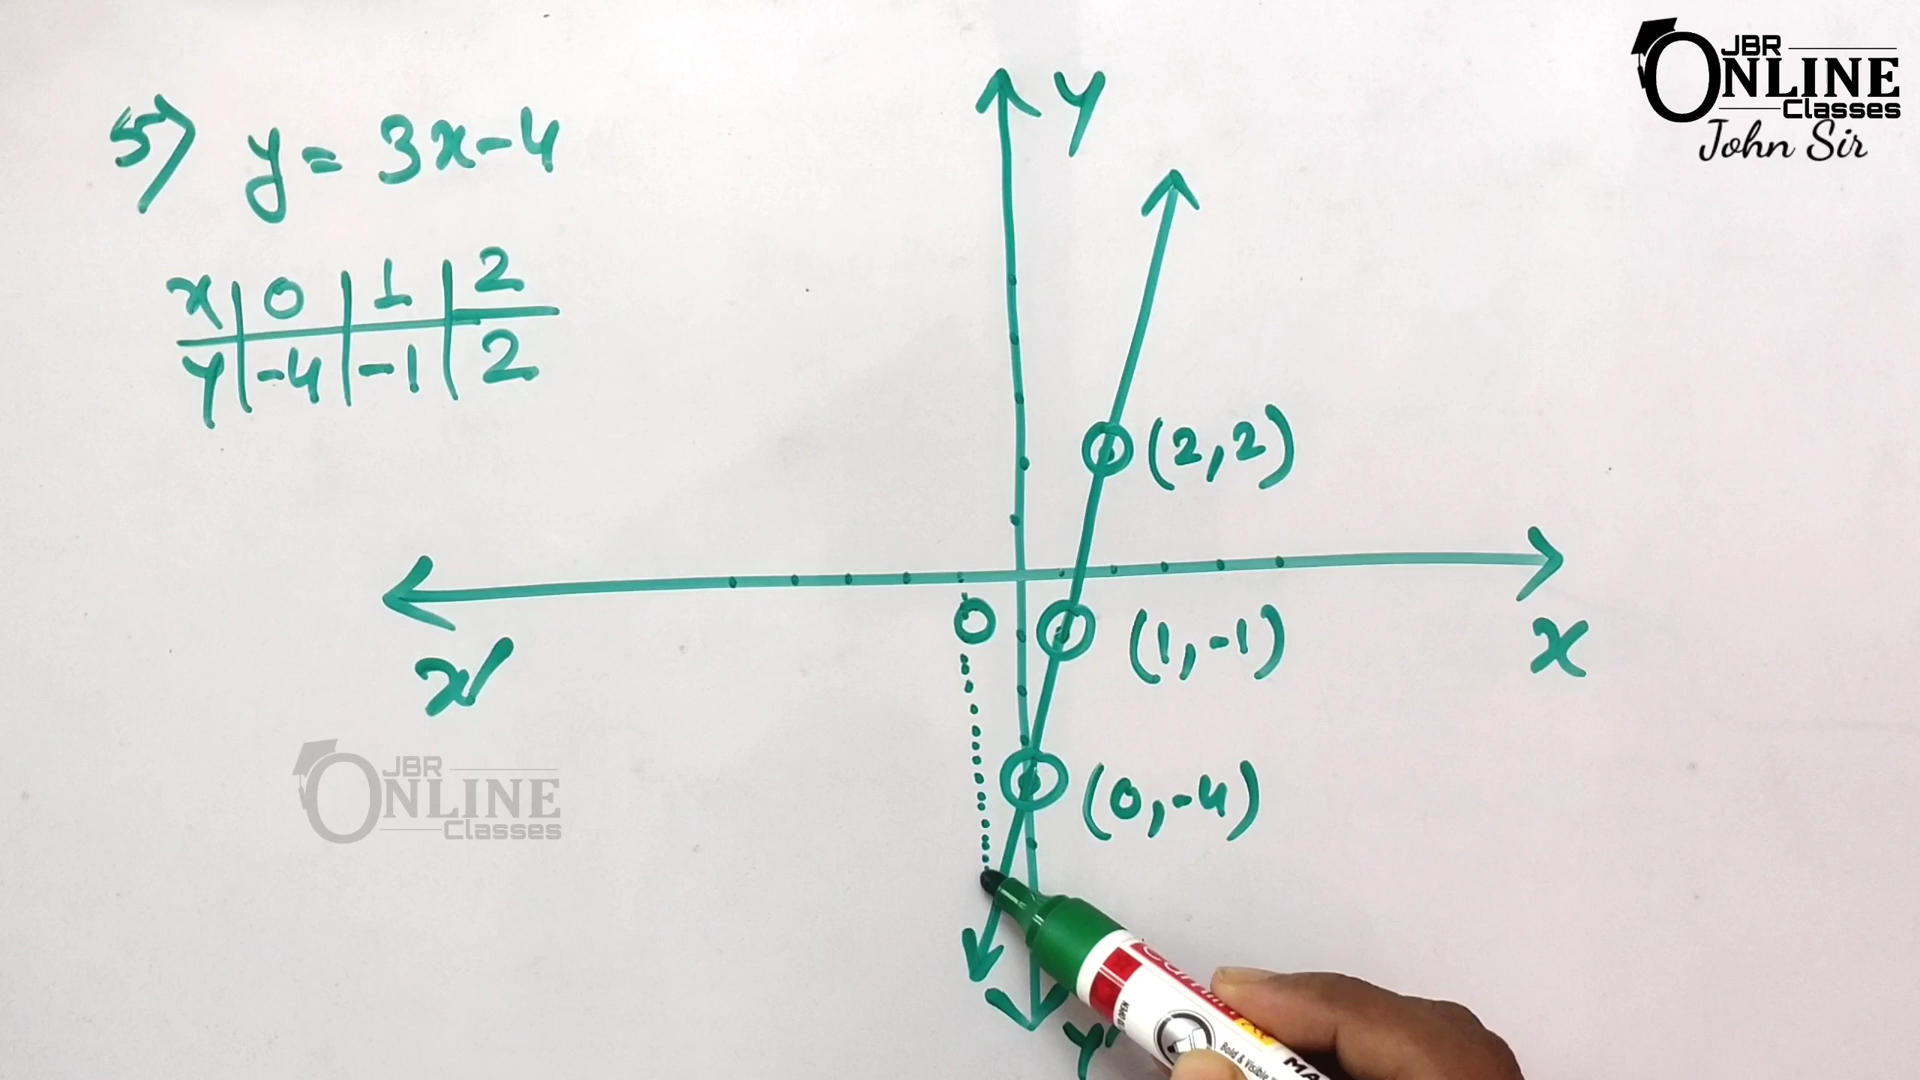 JBR
ONLINE
Classes
John Sir
5) y = 3x-4
x | 0 | 1 | 2
y | -4 | -1 | 2
Y
(2,2)
O
(1,-1)
X'
X
(0,-4)
Y'
JBR
ONLINE
Classes